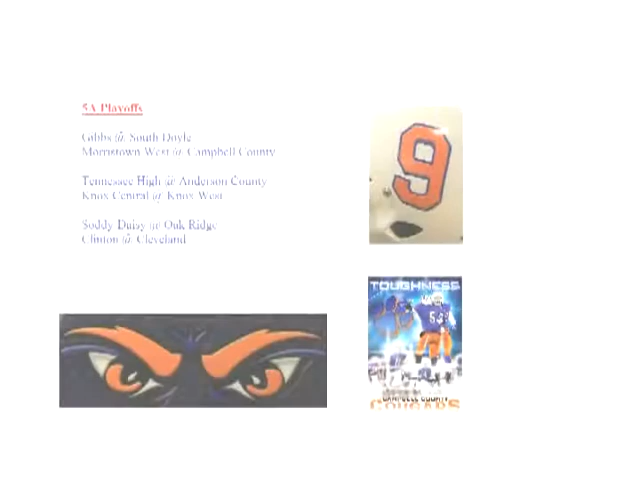 5A Playoffs
Gibbs @ South Doyle
Morristown West @ Campbell County
Tennessee High @ Anderson County
Knox Central @ Knox West
Soddy Daisy @ Oak Ridge
Clinton @ Cleveland
9
TOUGHNESS
54
CAMPBELL COUNTY
COUGARS